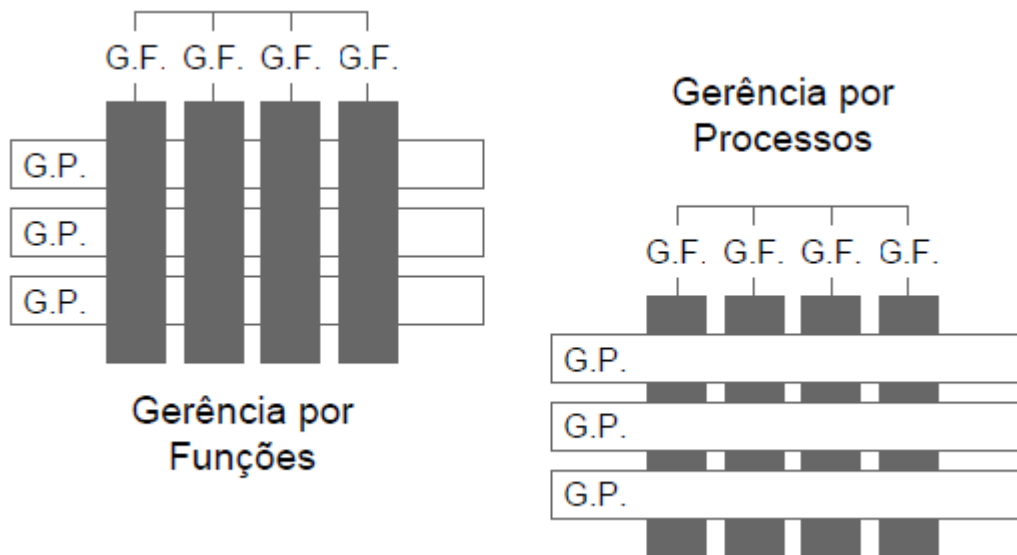 G.F. G.F. G.F. G.F.
G.P.
G.P.
G.P.
Gerência por
Funções
Gerência por
Processos
G.F. G.F. G.F. G.F.
G.P.
G.P.
G.P.